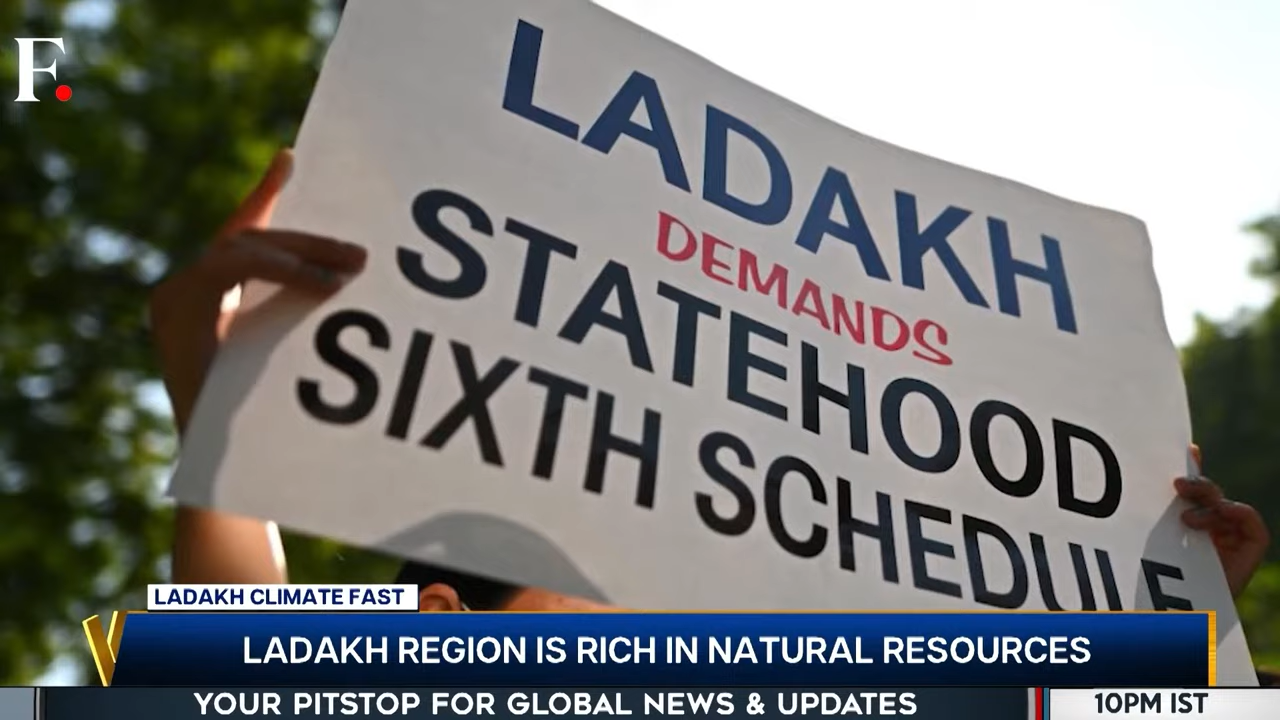 F.
LADAKH
DEMANDS
STATEHOOD
SIXTH SCHEDULE
LADAKH CLIMATE FAST
LADAKH REGION IS RICH IN NATURAL RESOURCES
YOUR PITSTOP FOR GLOBAL NEWS & UPDATES
10PM IST